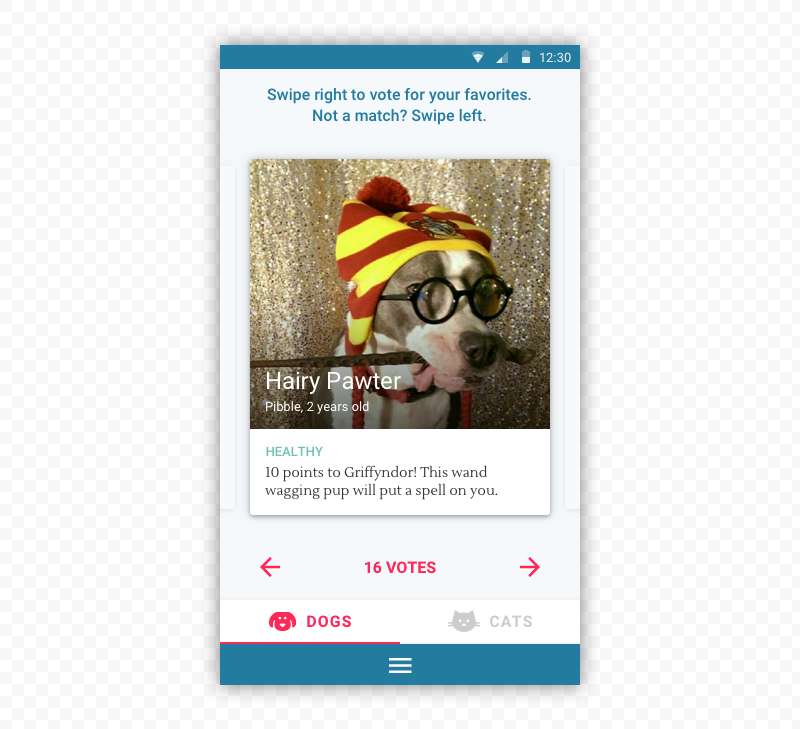 12:30
Swipe right to vote for your favorites.
Not a match? Swipe left.
Hairy Pawter
Pibble, 2 years old
HEALTHY
10 points to Griffyndor! This wand
wagging pup will put a spell on you.
16 VOTES
DOGS
CATS